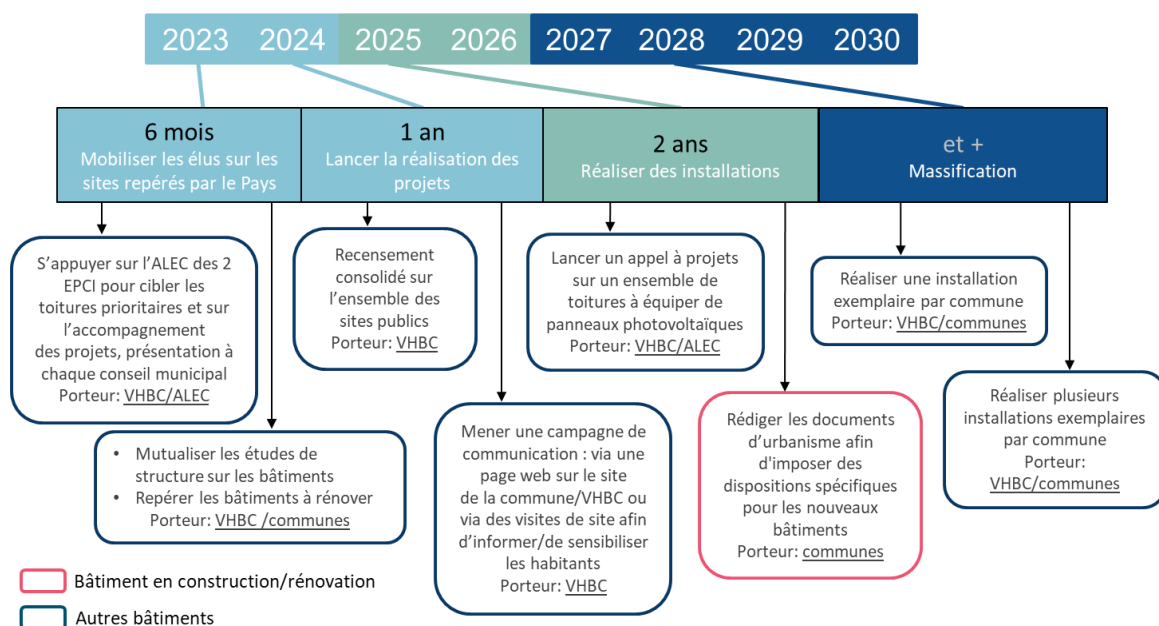 2023 2024 2025 2026 2027 2028 2029 2030
6 mois
Mobiliser les élus sur les
sites repérés par le Pays
1 an
Lancer la réalisation des
projets
2 ans
Réaliser des installations
et +
Massification
S’appuyer sur l’ALEC des 2
EPCI pour cibler les
toitures prioritaires et sur
l’accompagnement
des projets, présentation à
chaque conseil municipal
Porteur: VHBC/ALEC
• Mutualiser les études de
structure sur les bâtiments
• Repérer les bâtiments à rénover
Porteur: VHBC /communes
Recensement
consolidé sur
l’ensemble des
sites publics
Porteur: VHBC
Mener une campagne de
communication : via une
page web sur le site
de la commune/VHBC ou
via des visites de site afin
d’informer/de sensibiliser
les habitants
Porteur: VHBC
Lancer un appel à projets
sur un ensemble de
toitures à équiper de
panneaux photovoltaïques
Porteur: VHBC/ALEC
Rédiger les documents
d’urbanisme afin
d'imposer des
dispositions spécifiques
pour les nouveaux
bâtiments
Porteur: communes
Réaliser une installation
exemplaire par commune
Porteur: VHBC/communes
Réaliser plusieurs
installations exemplaires
par commune
Porteur:
VHBC/communes
Bâtiment en construction/rénovation
Autres bâtiments